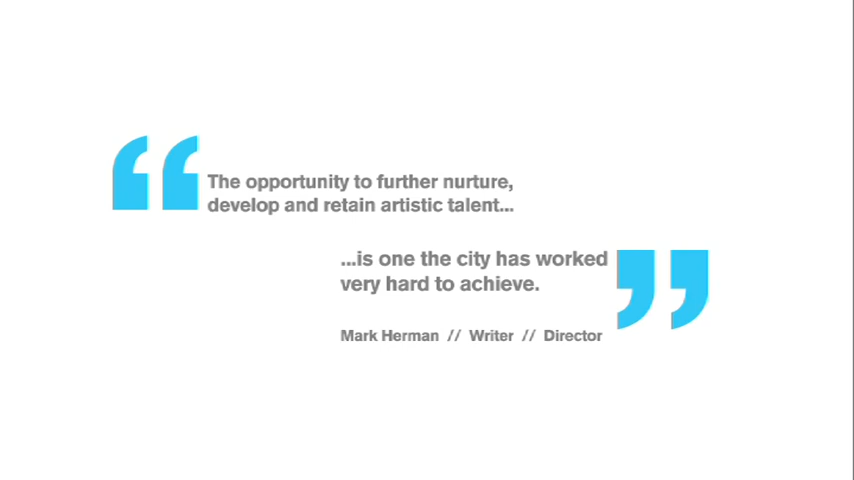 The opportunity to further nurture,
develop and retain artistic talent...
...is one the city has worked
very hard to achieve.
Mark Herman // Writer // Director